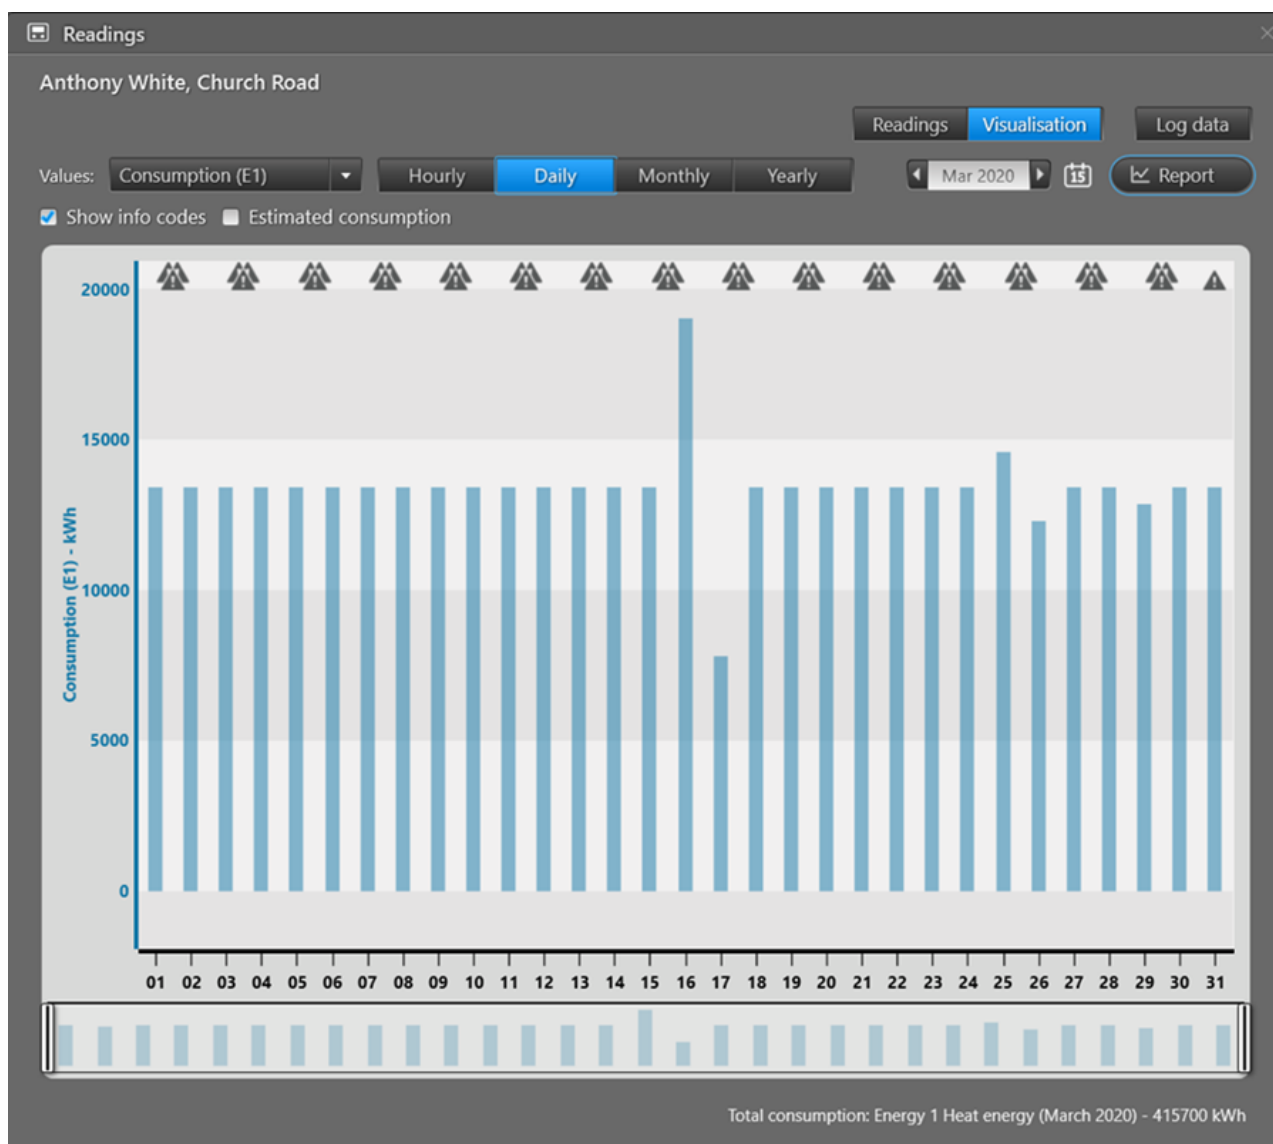 Readings
Anthony White, Church Road
Readings Visualisation Log data
Values: Consumption (E1) Hourly Daily Monthly Yearly Mar 2020 15 Report
Show info codes Estimated consumption
20000
15000
10000
5000
0
Consumption (E1) - kWh
01 02 03 04 05 06 07 08 09 10 11 12 13 14 15 16 17 18 19 20 21 22 23 24 25 26 27 28 29 30 31
Total consumption: Energy 1 Heat energy (March 2020) - 415700 kWh